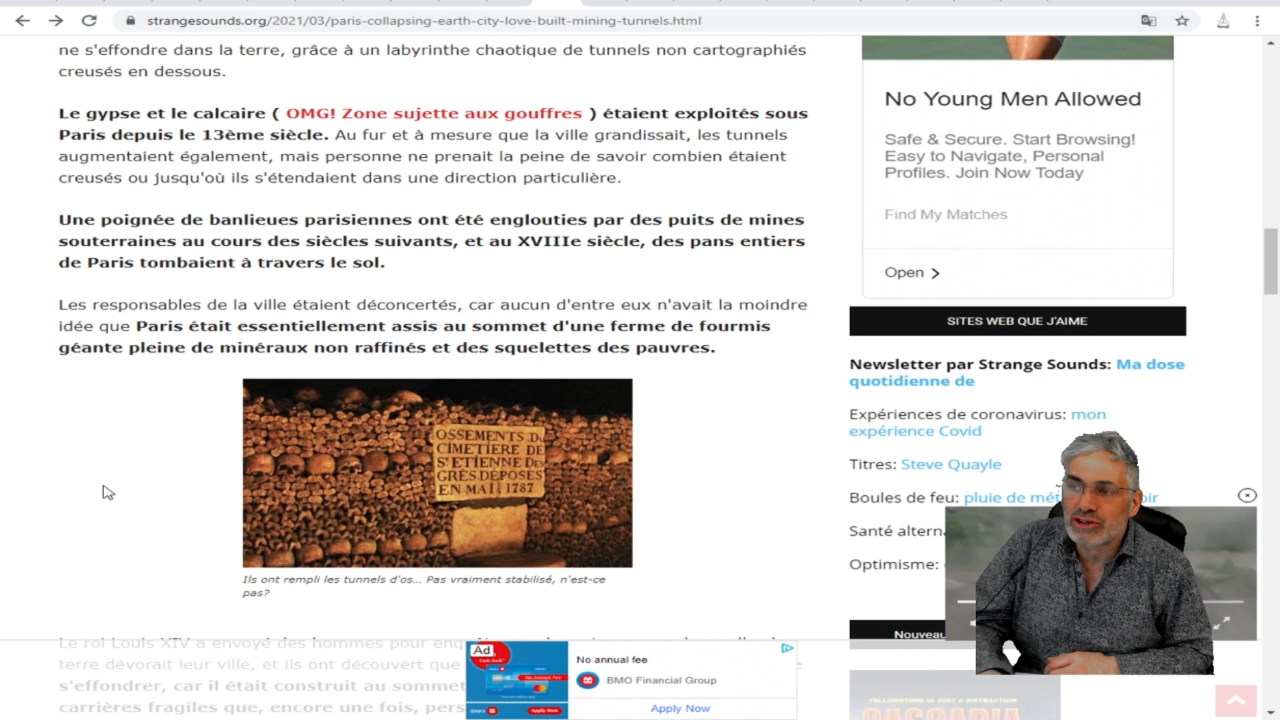 strangesounds.org/2021/03/paris-collapsing-earth-city-love-built-mining-tunnels.html
ne s'effondre dans la terre, grâce à un labyrinthe chaotique de tunnels non cartographiés
creusés en dessous.
Le gypse et le calcaire ( OMG! Zone sujette aux gouffres ) étaient exploités sous
Paris depuis le 13ème siècle. Au fur et à mesure que la ville grandissait, les tunnels
augmentaient également, mais personne ne prenait la peine de savoir combien étaient
creusés ou jusqu'où ils s'étendaient dans une direction particulière.
Une poignée de banlieues parisiennes ont été englouties par des puits de mines
souterraines au cours des siècles suivants, et au XVIIIe siècle, des pans entiers
de Paris tombaient à travers le sol.
Les responsables de la ville étaient déconcertés, car aucun d'entre eux n'avait la moindre
idée que Paris était essentiellement assis au sommet d'une ferme de fourmis
géante pleine de minéraux non raffinés et des squelettes des pauvres.
OSSEMENTS DU
CIMETIERE DE
ST ETIENNE DES
GRÈS DEPOSÉS
EN MAI 1787
Ils ont rempli les tunnels d'os... Pas vraiment stabilisé, n'est-ce
pas?
Le roi Louis XIV a envoyé des hommes pour
terre dévorait leur ville, et ils ont découvert que
s'effondrer, car il était construit au sommet
carrières fragiles que, encore une fois,
Ad
No annual fee
BMO Financial Group
Apply Now
Apply Now
No Young Men Allowed
Safe & Secure. Start Browsing!
Easy to Navigate, Personal
Profiles. Join Now Today
Find My Matches
Open
SITES WEB QUE J'AIME
Newsletter par Strange Sounds: Ma dose
quotidienne de
Expériences de coronavirus: mon
expérience Covid
Titres: Steve Quayle
Boules de feu: pluie de
Santé
Optimisme:
Nouveau
YELLOWSTONE IS JUST A DISTRACTION
CASCADIA